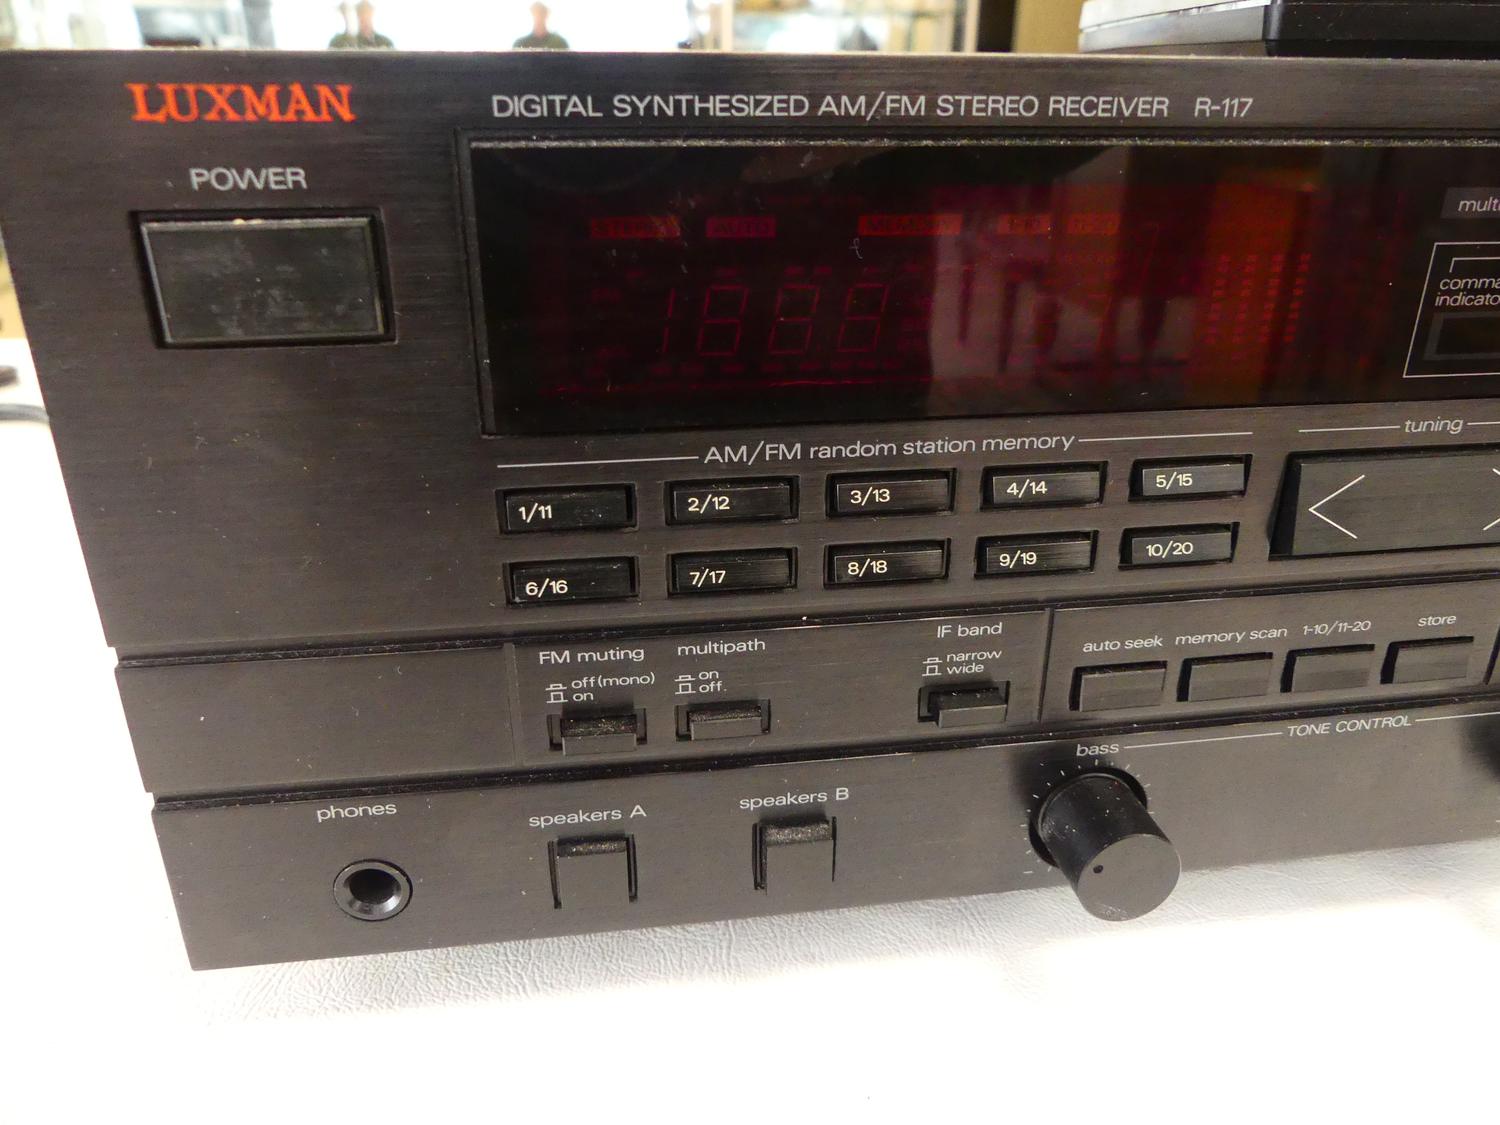 LUXMAN
DIGITAL SYNTHESIZED AM/FM STEREO RECEIVER R-117
POWER
STEREO AUTO MEMORY
AM/FM random station memory
tuning
1/11 2/12 3/13 4/14 5/15
6/16 7/17 8/18 9/19 10/20
FM muting
off(mono)
on
multipath
on
off.
IF band
narrow
wide
auto seek memory scan 1-10/11-20 store
TONE CONTROL
bass
phones
speakers A
speakers B